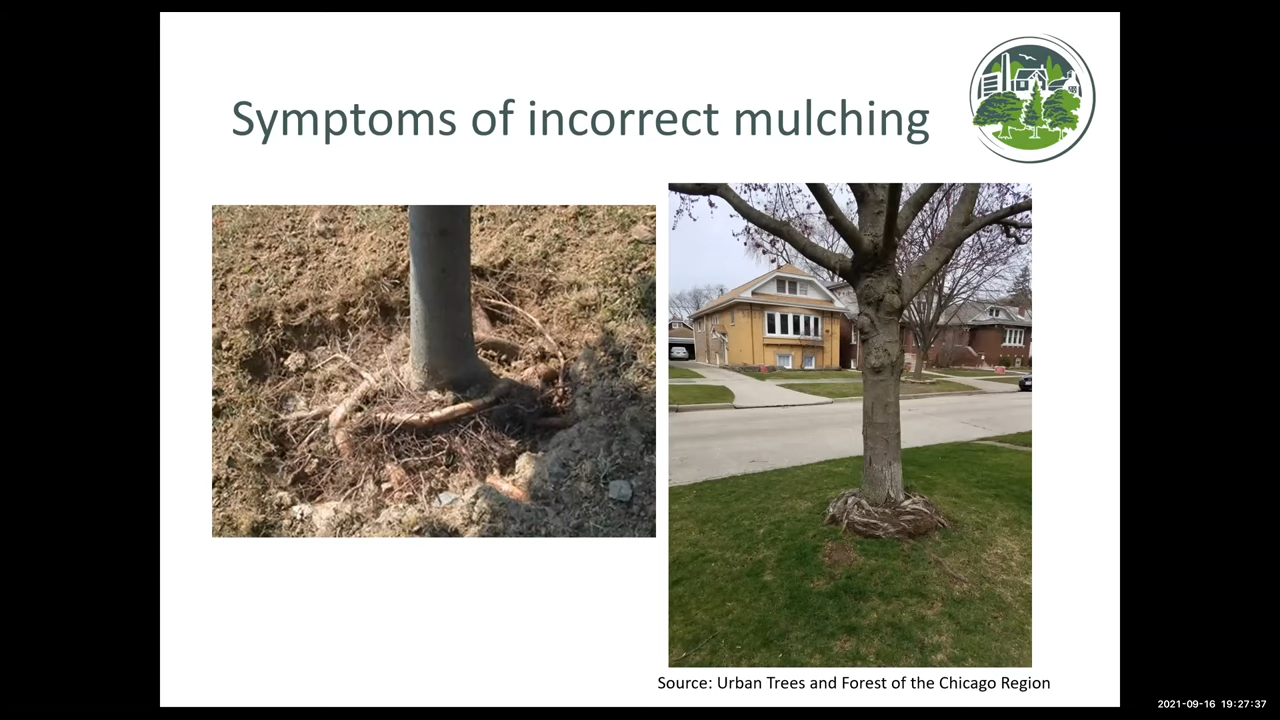 Symptoms of incorrect mulching
Source: Urban Trees and Forest of the Chicago Region
2021-09-16 19:27:37